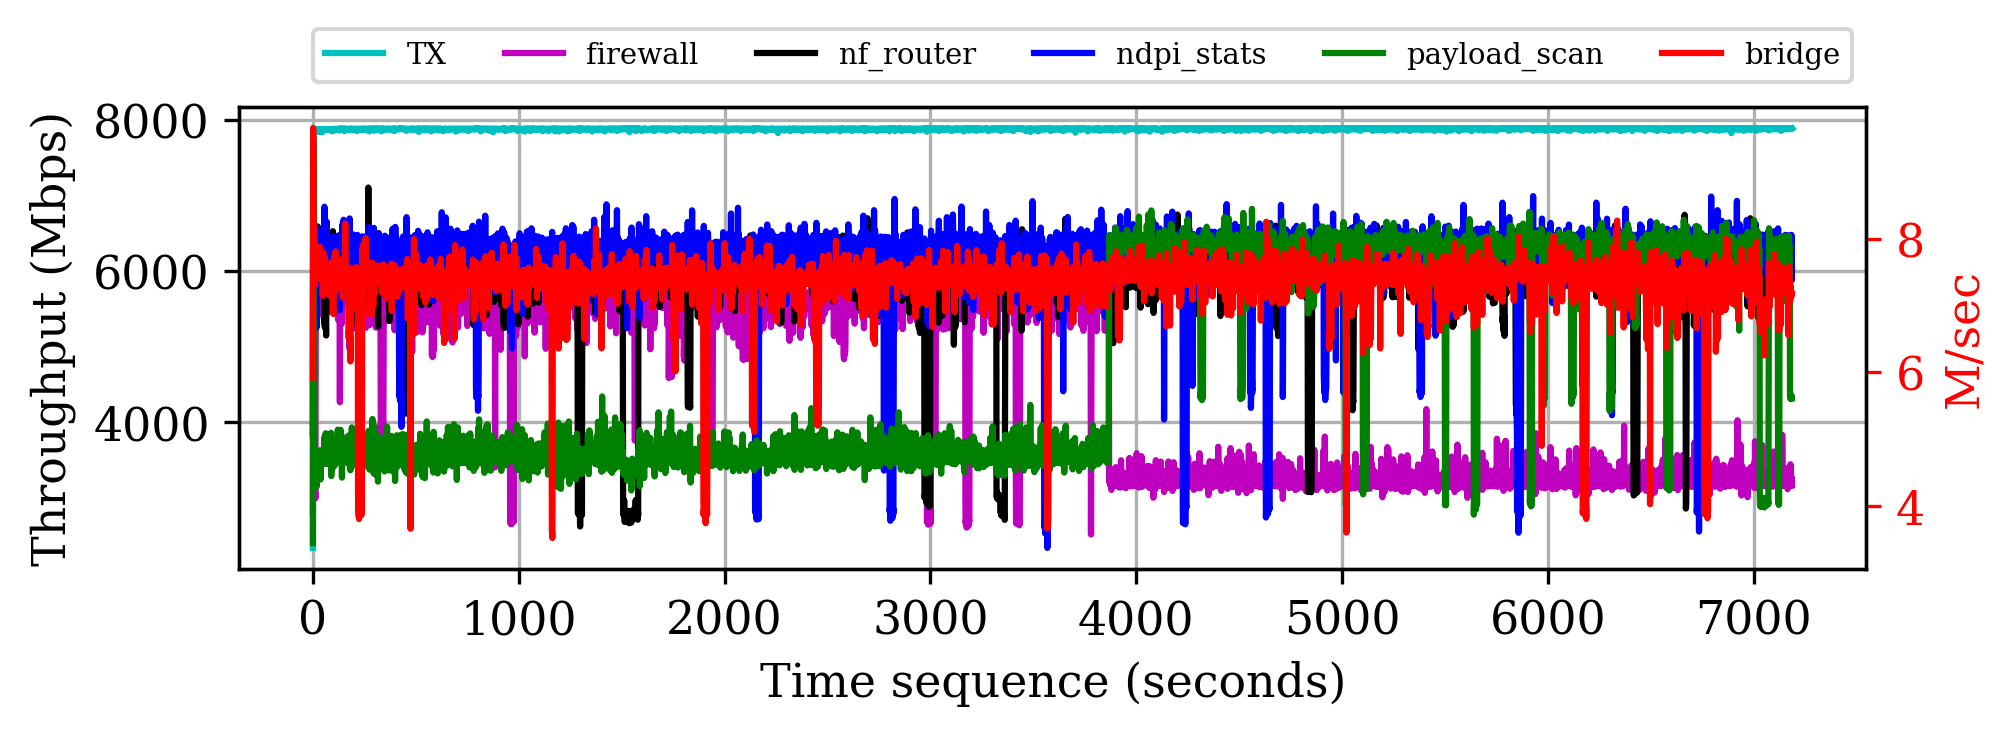 TX firewall nf_router ndpi_stats payload_scan bridge
Throughput (Mbps)
8000
6000
4000
8
6
4
M/sec
0 1000 2000 3000 4000 5000 6000 7000
Time sequence (seconds)